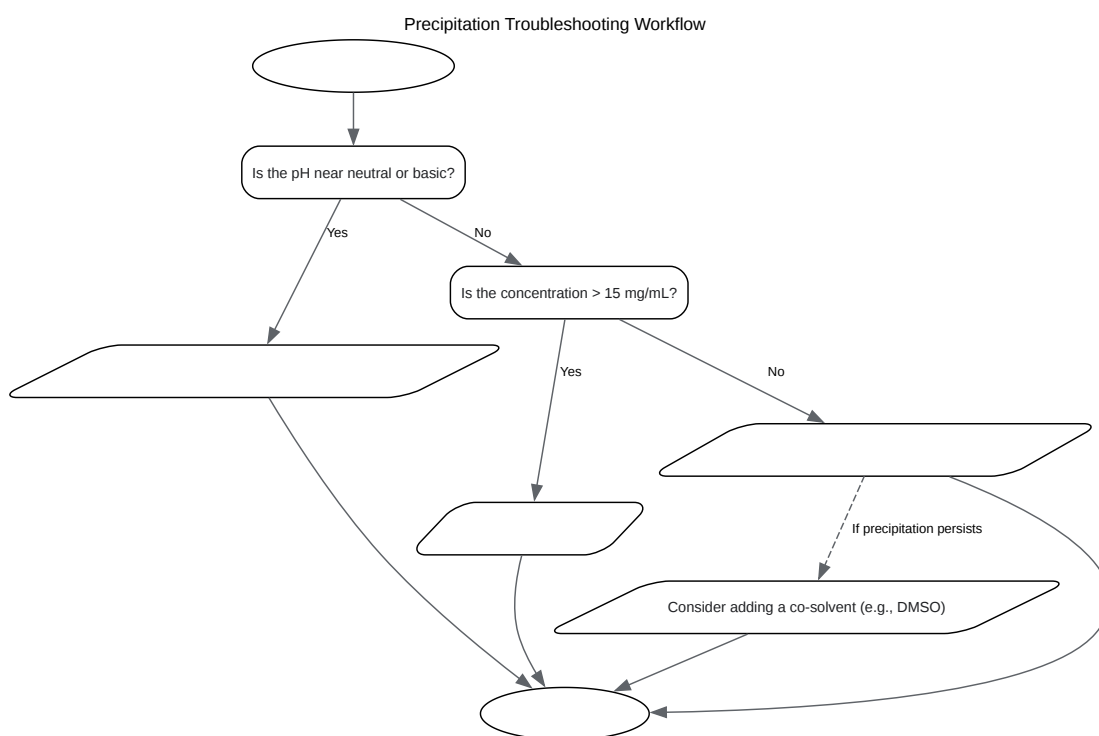 Precipitation Troubleshooting Workflow
Is the pH near neutral or basic?
Yes
No
Is the concentration > 15 mg/mL?
Yes
No
If precipitation persists
Consider adding a co-solvent (e.g., DMSO)